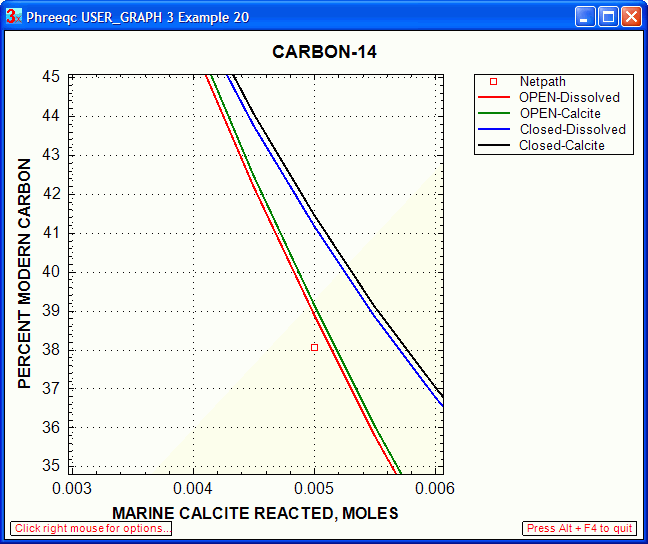 3x Phreeqc USER_GRAPH 3 Example 20
CARBON-14
Netpath
OPEN-Dissolved
OPEN-Calcite
Closed-Dissolved
Closed-Calcite
PERCENT MODERN CARBON
45
44
43
42
41
40
39
38
37
36
35
0.003 0.004 0.005 0.006
MARINE CALCITE REACTED, MOLES
Click right mouse for options...
Press Alt + F4 to quit